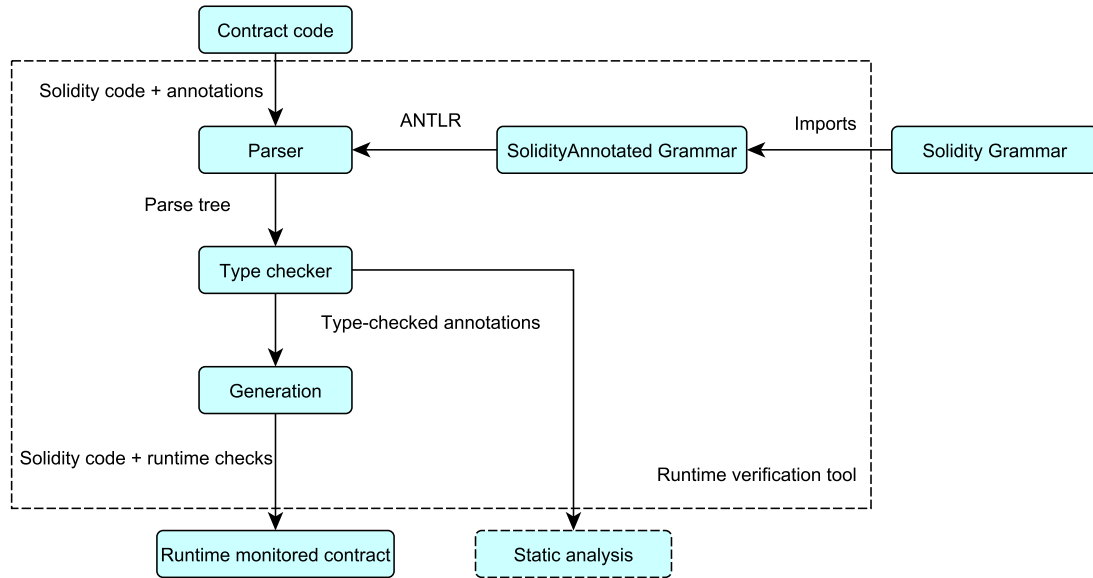 Contract code
Solidity code + annotations
ANTLR
Imports
Parser
SolidityAnnotated Grammar
Solidity Grammar
Parse tree
Type checker
Type-checked annotations
Generation
Solidity code + runtime checks
Runtime verification tool
Runtime monitored contract
Static analysis